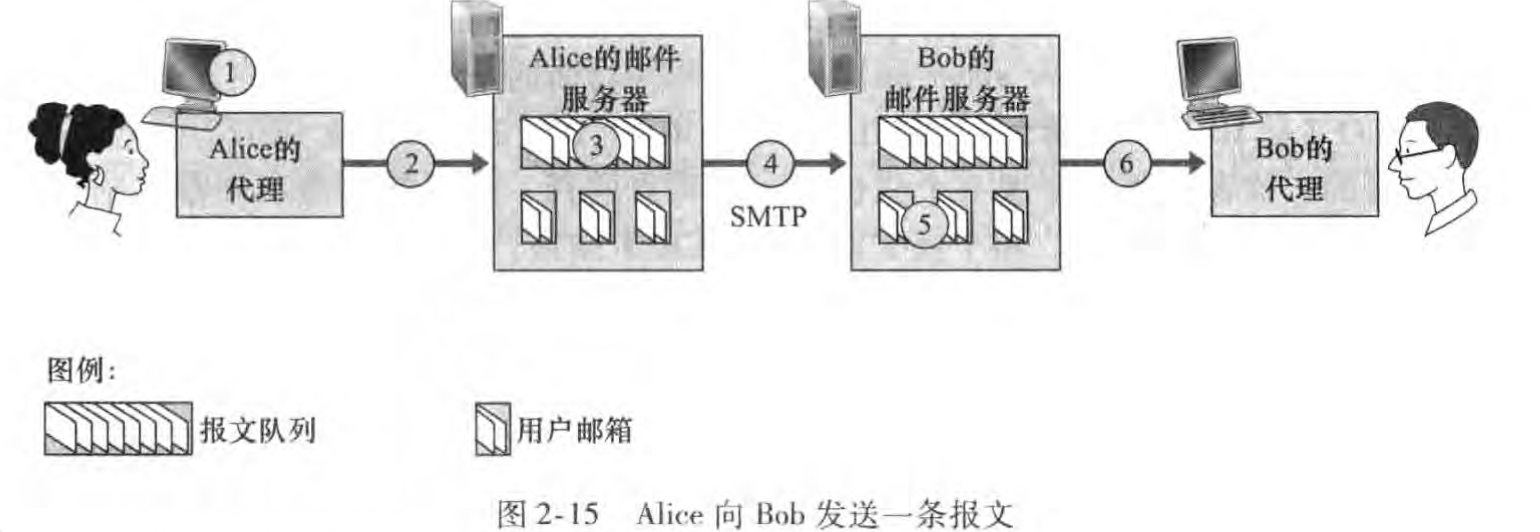 1
Alice的
代理
2
Alice的邮件
服务器
3
4
SMTP
Bob的
邮件服务器
5
6
Bob的
代理
图例：
报文队列
用户邮箱
图 2-15 Alice 向 Bob 发送一条报文